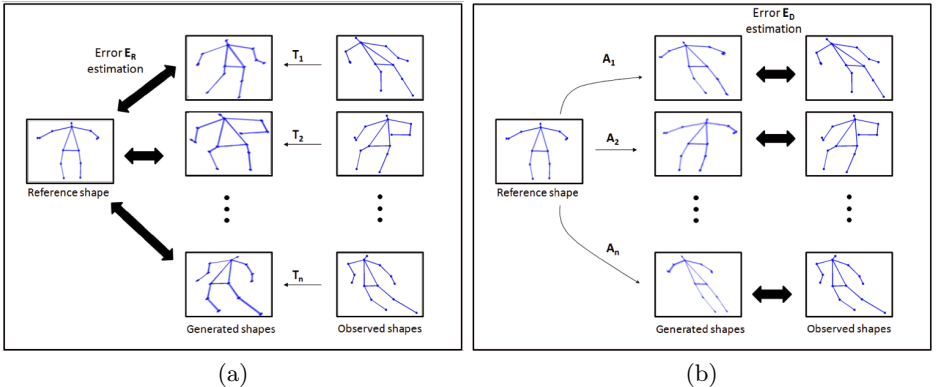 Error E_R
estimation
T_1
T_2
Reference shape
T_n
Generated shapes
Observed shapes
(a)
Error E_D
estimation
A_1
A_2
Reference shape
A_n
Generated shapes
Observed shapes
(b)